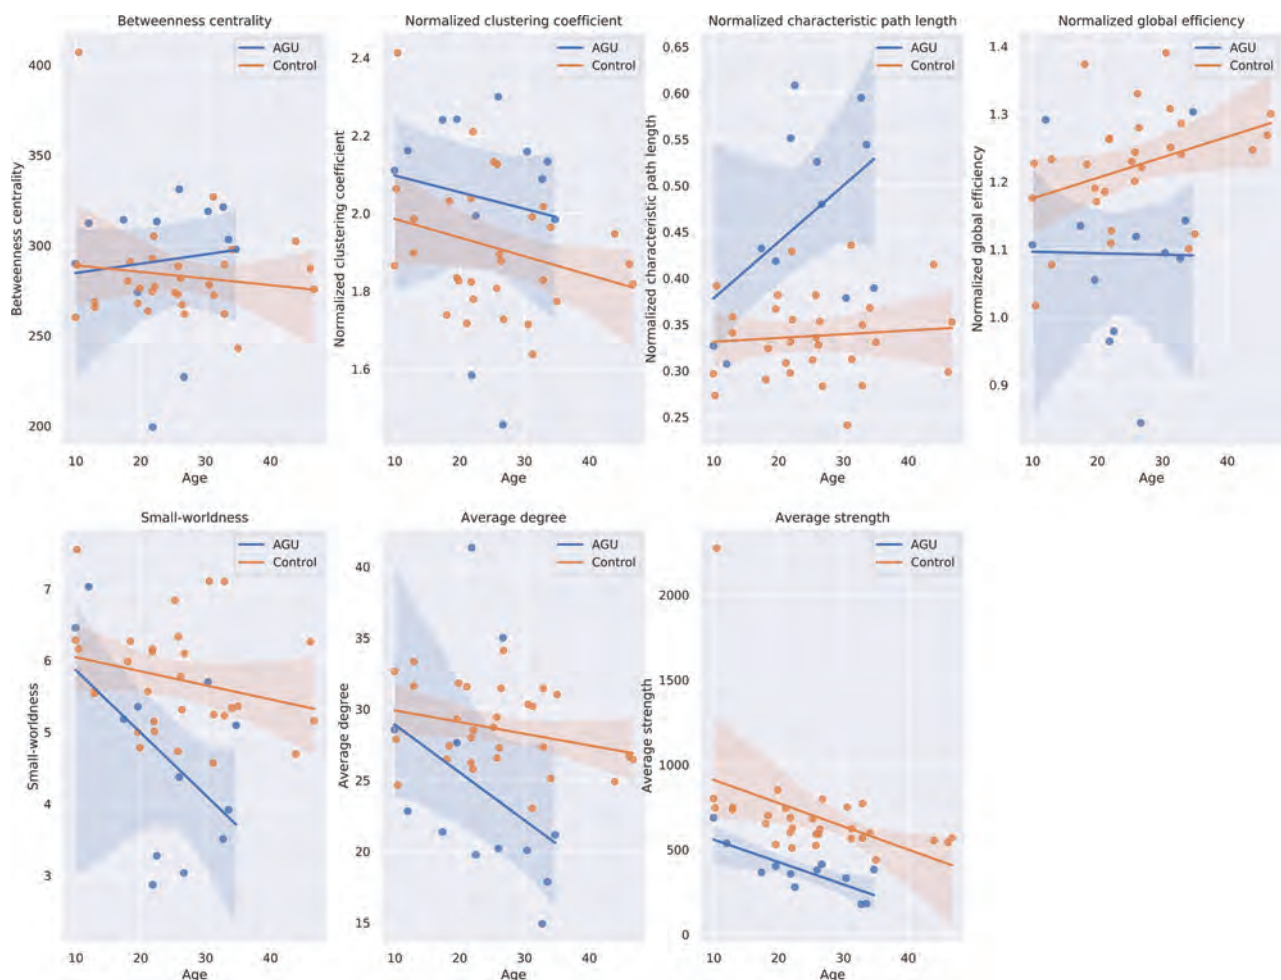 Betweenness centrality
AGU
Control
Betweenness centrality
400
350
300
250
200
10 20 30 40
Age
Normalized clustering coefficient
AGU
Control
Normalized clustering coefficient
2.4
2.2
2.0
1.8
1.6
10 20 30 40
Age
Normalized characteristic path length
AGU
Control
Normalized characteristic path length
0.65
0.60
0.55
0.50
0.45
0.40
0.35
0.30
0.25
10 20 30 40
Age
Normalized global efficiency
AGU
Control
Normalized global efficiency
1.4
1.3
1.2
1.1
1.0
0.9
10 20 30 40
Age
Small-worldness
AGU
Control
Small-worldness
7
6
5
4
3
10 20 30 40
Age
Average degree
AGU
Control
Average degree
40
35
30
25
20
15
10 20 30 40
Age
Average strength
AGU
Control
Average strength
2000
1500
1000
500
0
10 20 30 40
Age